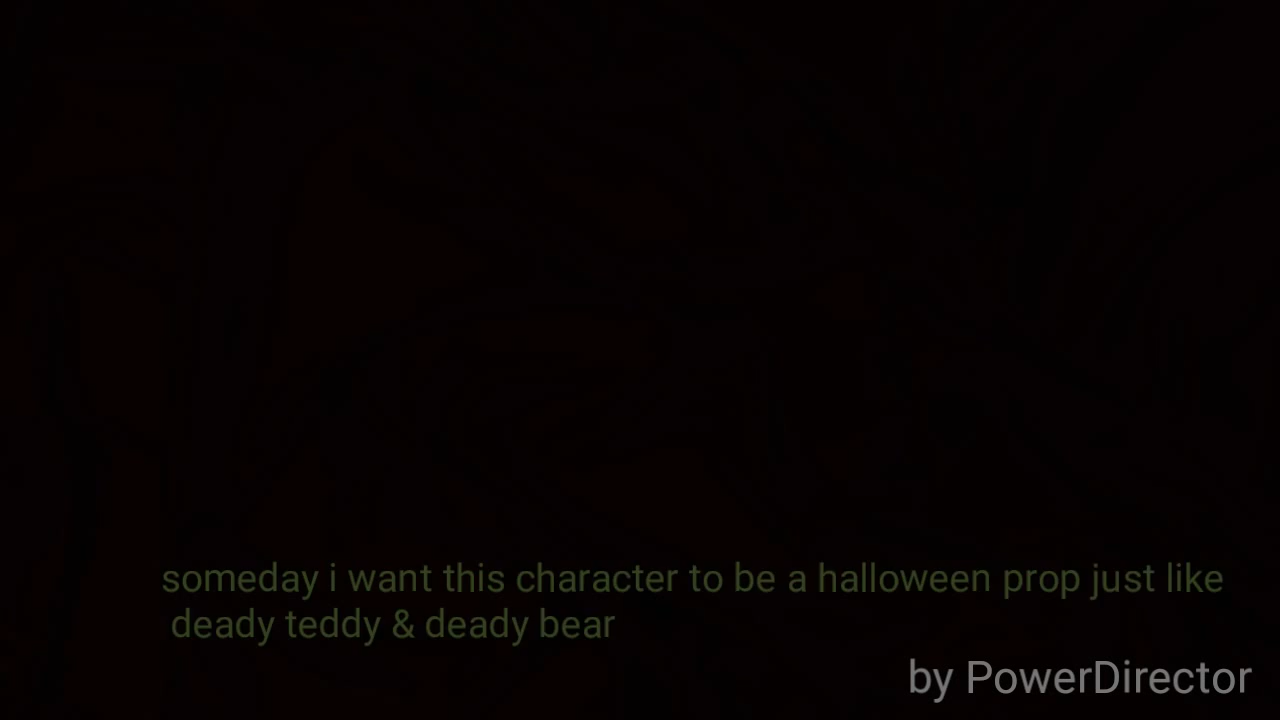 someday i want this character to be a halloween prop just like
deady teddy & deady bear
by PowerDirector